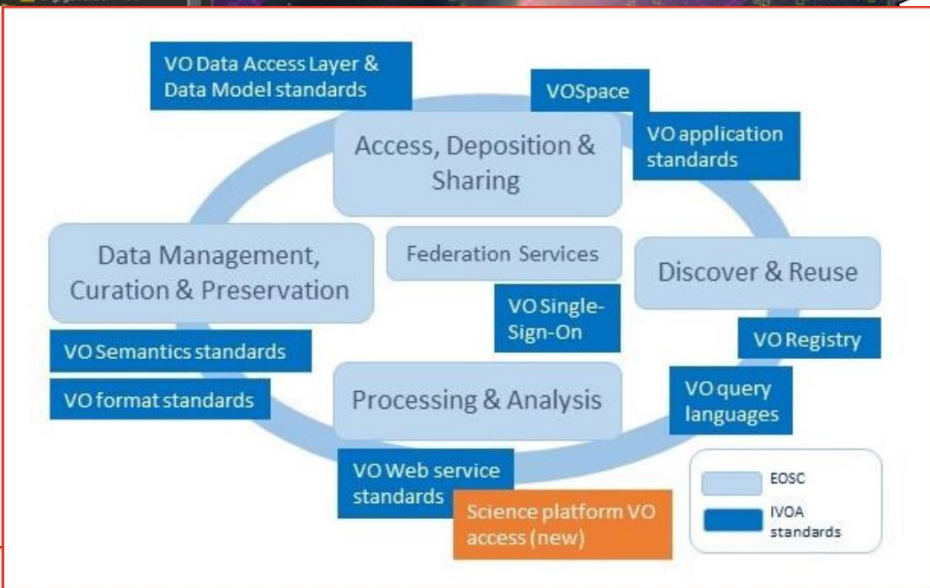 VO Data Access Layer &
Data Model standards
VOSpace
VO application
standards
Access, Deposition &
Sharing
Data Management,
Curation & Preservation
Federation Services
Discover & Reuse
VO Single-
Sign-On
VO Semantics standards
VO Registry
VO format standards
Processing & Analysis
VO query
languages
VO Web service
standards
Science platform VO
access (new)
EOSC
IVOA
standards